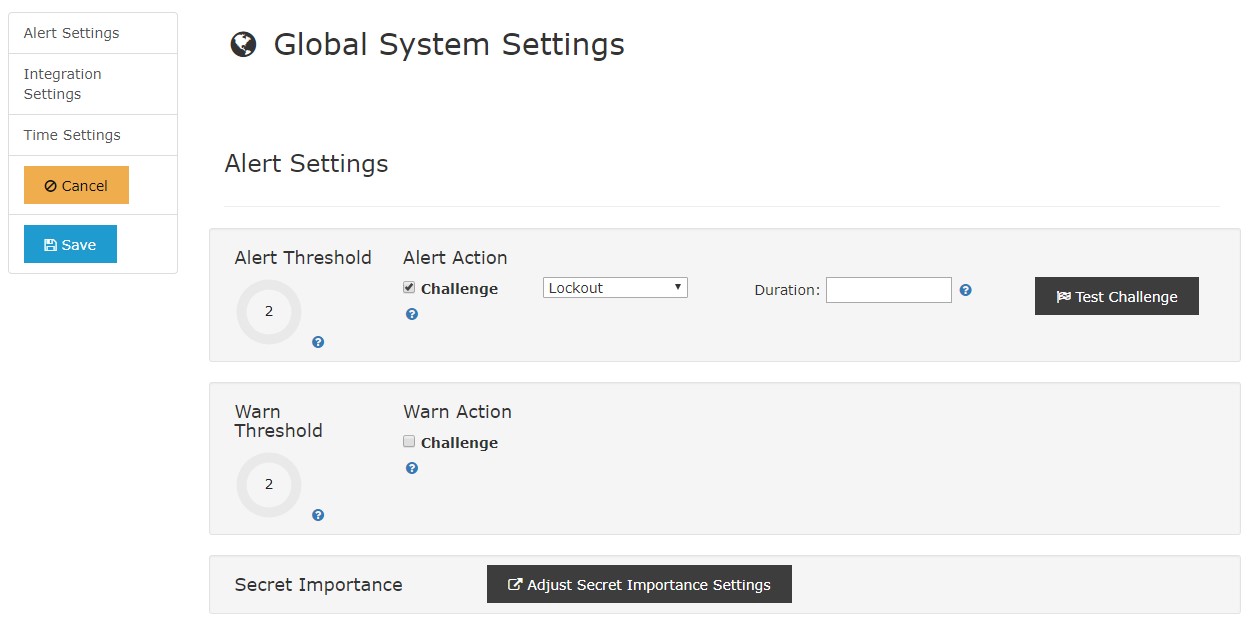 Alert Settings
Integration
Settings
Time Settings
Cancel
Save
Global System Settings
Alert Settings
Alert Threshold
2
?
Alert Action
Challenge
?
Lockout
Duration:
?
Test Challenge
Warn
Threshold
2
?
Warn Action
Challenge
?
Secret Importance
Adjust Secret Importance Settings